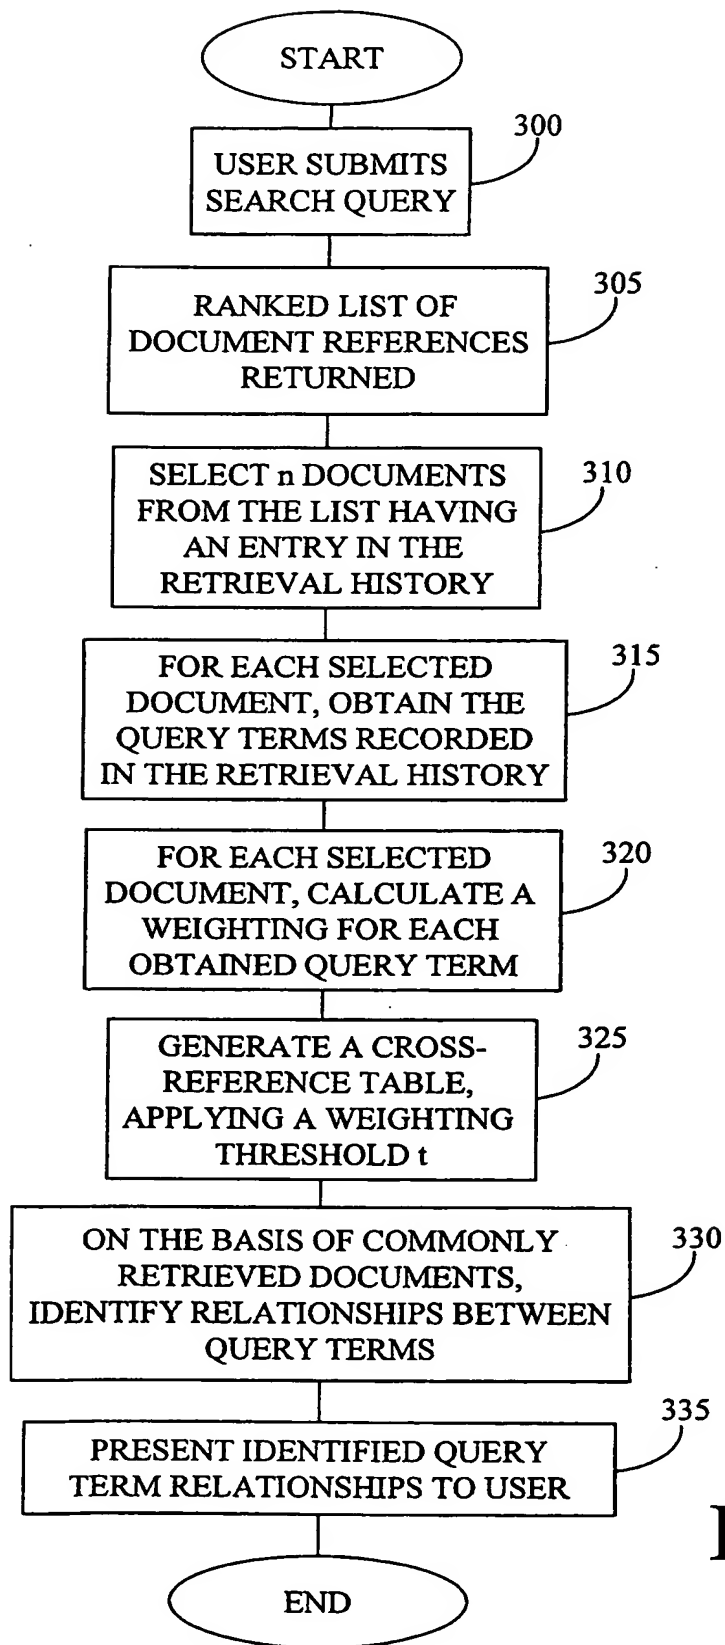 START
300
USER SUBMITS
SEARCH QUERY
305
RANKED LIST OF
DOCUMENT REFERENCES
RETURNED
310
SELECT n DOCUMENTS
FROM THE LIST HAVING
AN ENTRY IN THE
RETRIEVAL HISTORY
315
FOR EACH SELECTED
DOCUMENT, OBTAIN THE
QUERY TERMS RECORDED
IN THE RETRIEVAL HISTORY
320
FOR EACH SELECTED
DOCUMENT, CALCULATE A
WEIGHTING FOR EACH
OBTAINED QUERY TERM
325
GENERATE A CROSS-
REFERENCE TABLE,
APPLYING A WEIGHTING
THRESHOLD t
330
ON THE BASIS OF COMMONLY
RETRIEVED DOCUMENTS,
IDENTIFY RELATIONSHIPS BETWEEN
QUERY TERMS
335
PRESENT IDENTIFIED QUERY
TERM RELATIONSHIPS TO USER
END